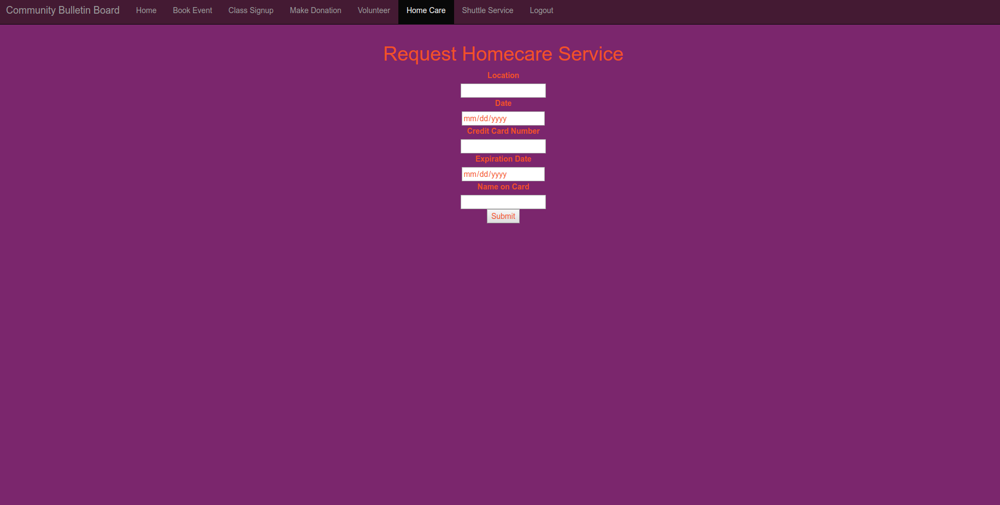 Community Bulletin Board Home Book Event Class Signup Make Donation Volunteer Home Care Shuttle Service Logout
Request Homecare Service
Location
Date
mm/dd/yyyy
Credit Card Number
Expiration Date
mm/dd/yyyy
Name on Card
Submit